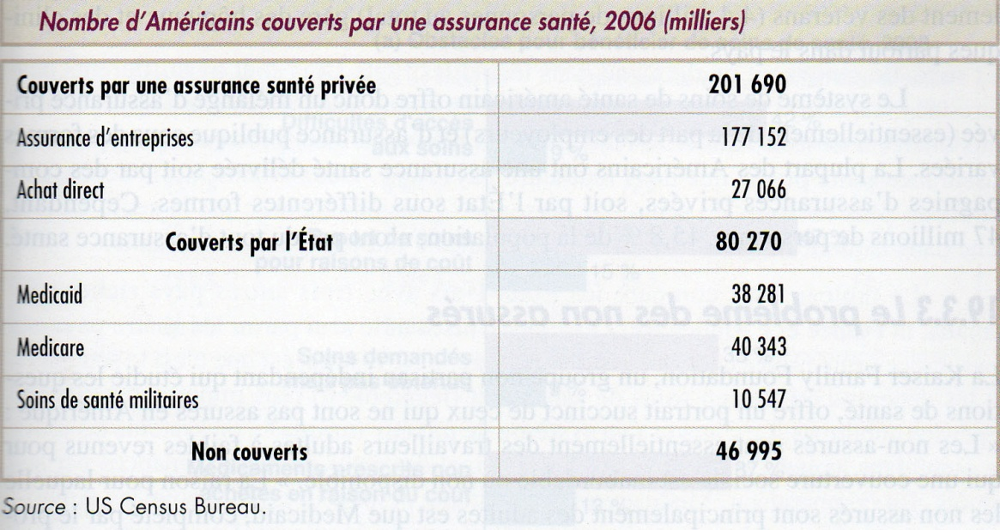 Nombre d'Américains couverts par une assurance santé, 2006 (milliers)
Couverts par une assurance santé privée 201 690
Assurance d'entreprises 177 152
Achat direct 27 066
Couverts par l'État 80 270
Medicaid 38 281
Medicare 40 343
Soins de santé militaires 10 547
Non couverts 46 995
Source : US Census Bureau.